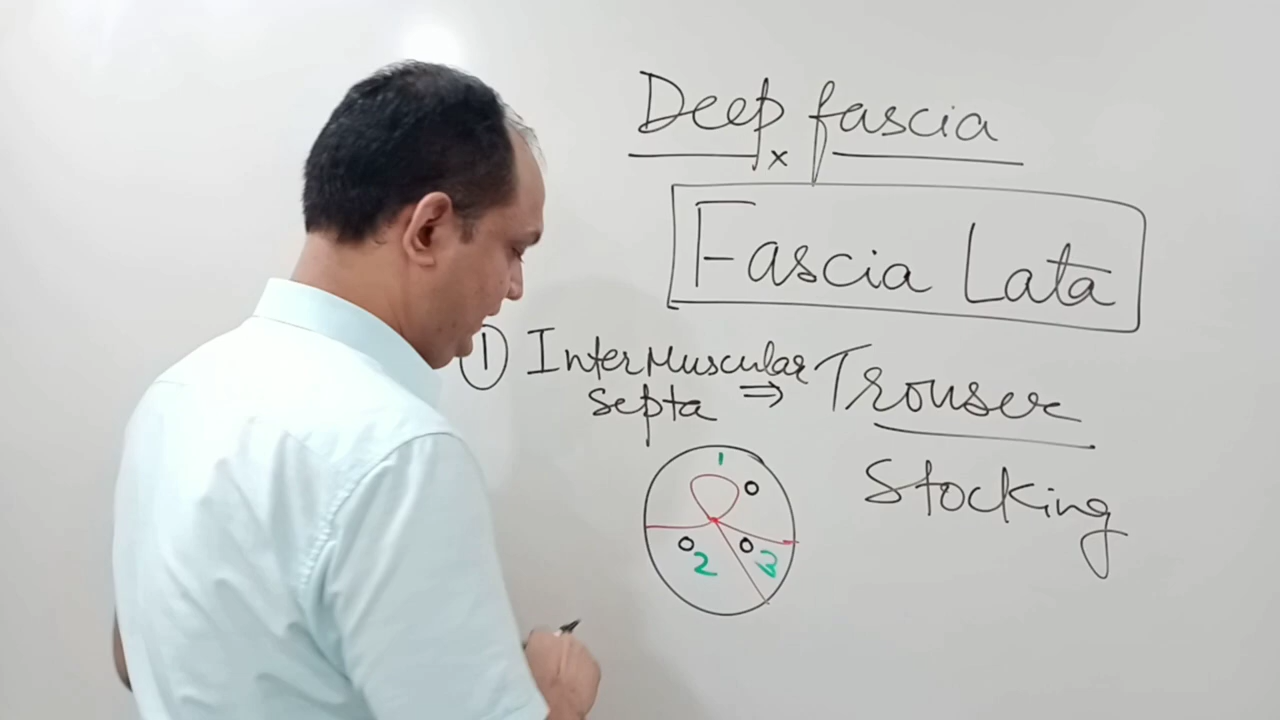 Deep fascia
x
Fascia Lata
① InterMuscular
septa ⇒ Trouser
Stocking
1
2 3